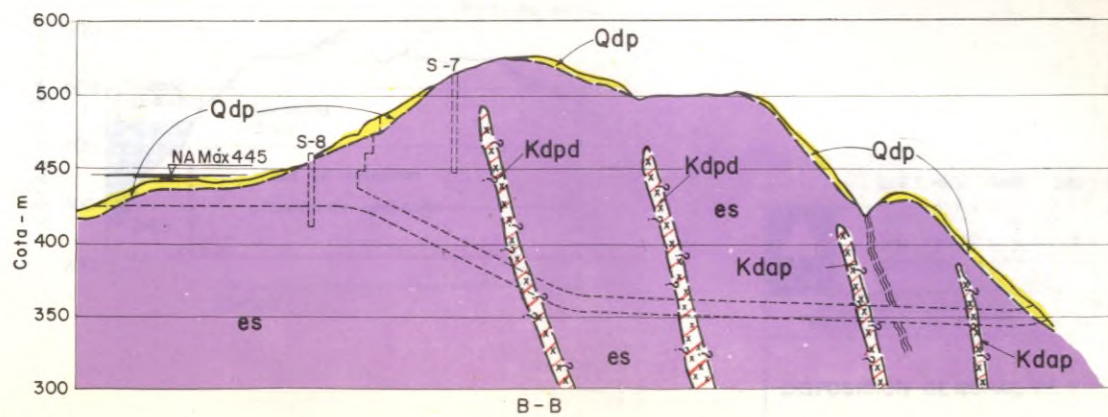 600
Qdp
S-7
500
Qdp
S-8
Kdpd
Kdpd
Qdp
NA Máx 445
450
es
Cota - m
400
Kdap
350
es
es
Kdap
300
B - B